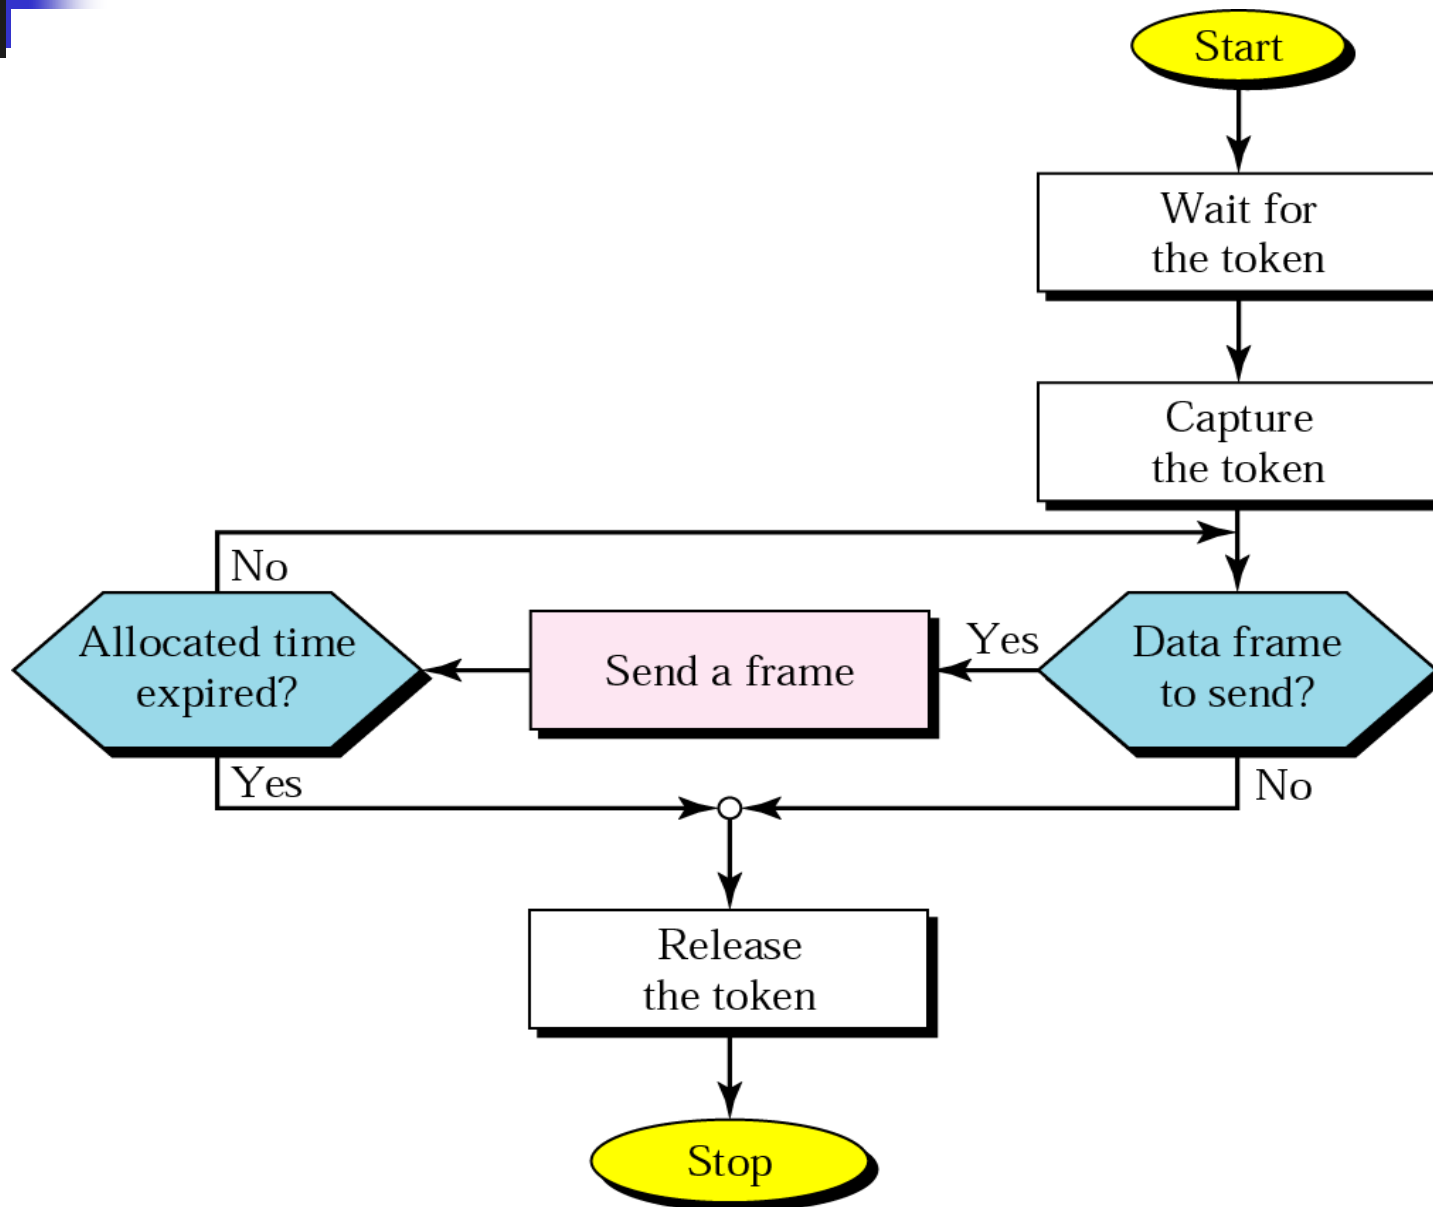 Start
Wait for
the token
Capture
the token
No
Allocated time
expired?
Send a frame
Yes
Data frame
to send?
Yes
No
Release
the token
Stop